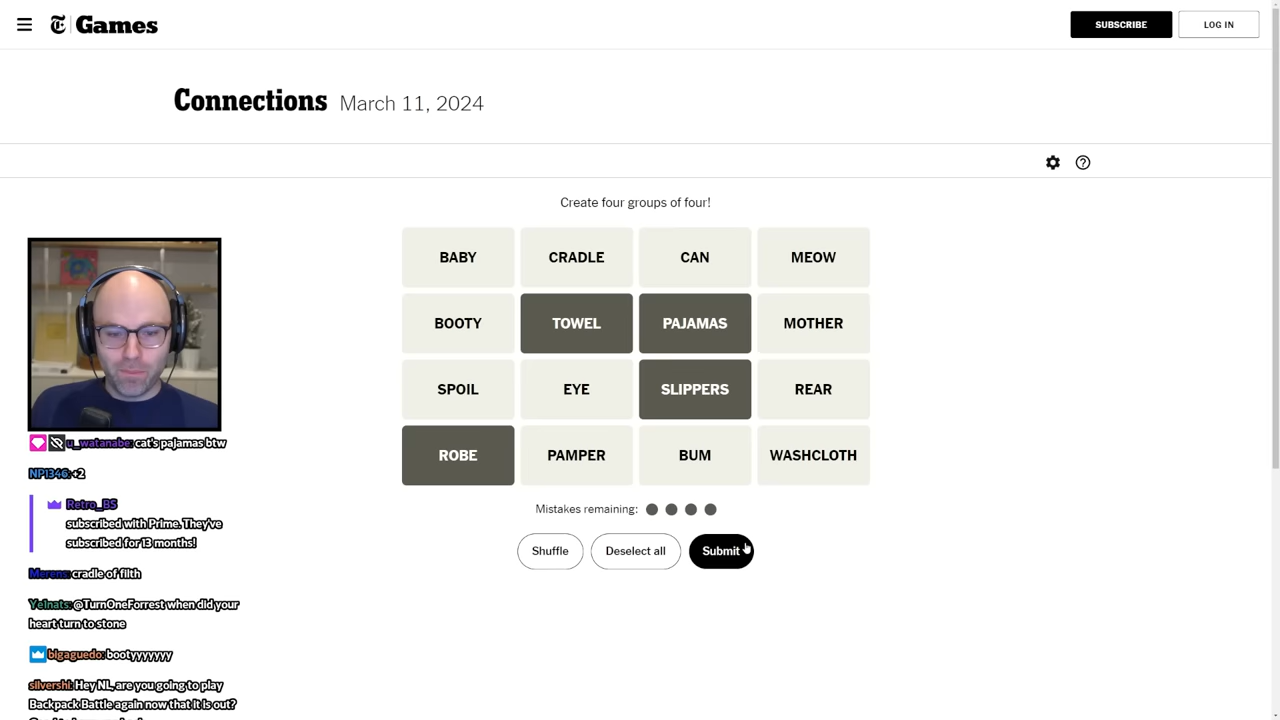 Games
SUBSCRIBE
LOG IN
Connections March 11, 2024
Create four groups of four!
BABY CRADLE CAN MEOW
BOOTY TOWEL PAJAMAS MOTHER
SPOIL EYE SLIPPERS REAR
ROBE PAMPER BUM WASHCLOTH
Mistakes remaining:
Shuffle Deselect all Submit
u_watanabe: cat's pajamas btw
NPI346: +2
Retro_BS
subscribed with Prime. They've
subscribed for 13 months!
Merens: cradle of filth
Yelnats: @TurnOneForrest when did your
heart turn to stone
bigaguedo: bootyyyyyyy
silvershi: Hey NL, are you going to play
Backpack Battle again now that it is out?